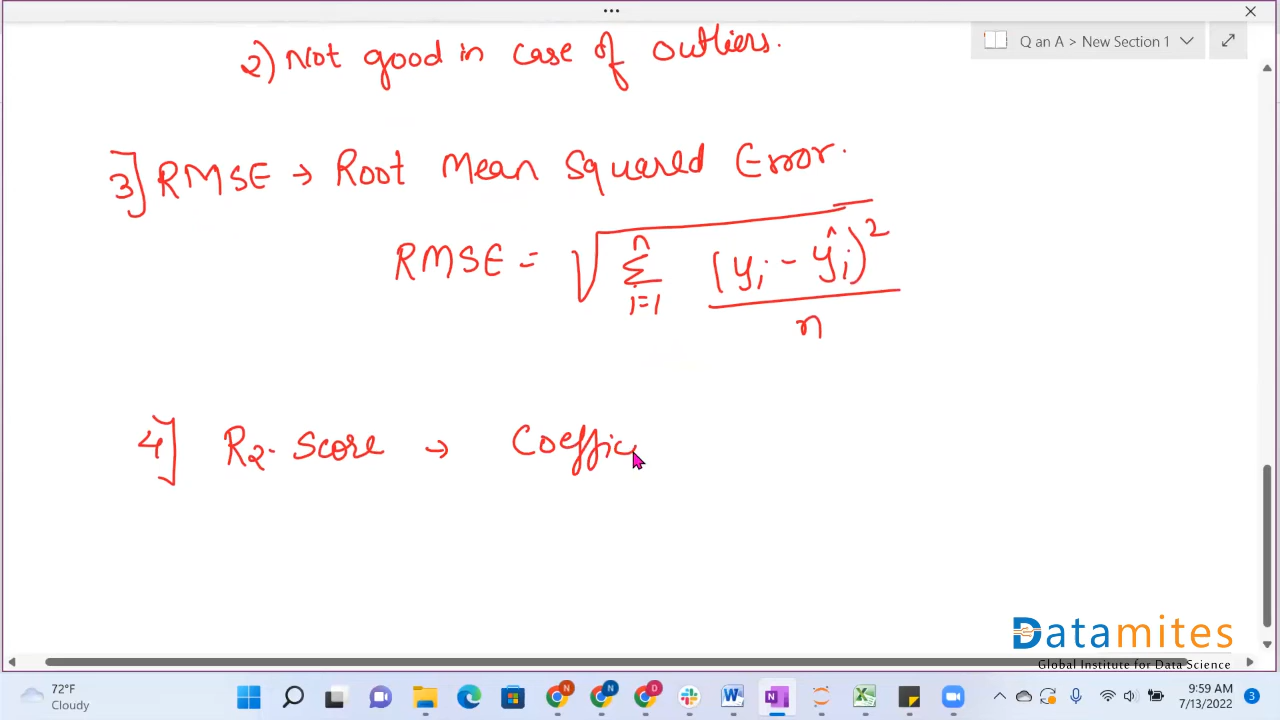 ... ×
Q an A > New Section 1
2) Not good in case of outliers.
3] RMSE → Root Mean Squared Error.
RMSE = √ Σ (i=1 to n) (yᵢ - ŷᵢ)² / n
4] R2. Score → Coeffic
Datamites
Global Institute for Data Science
72°F
Cloudy
9:59 AM
7/13/2022
3